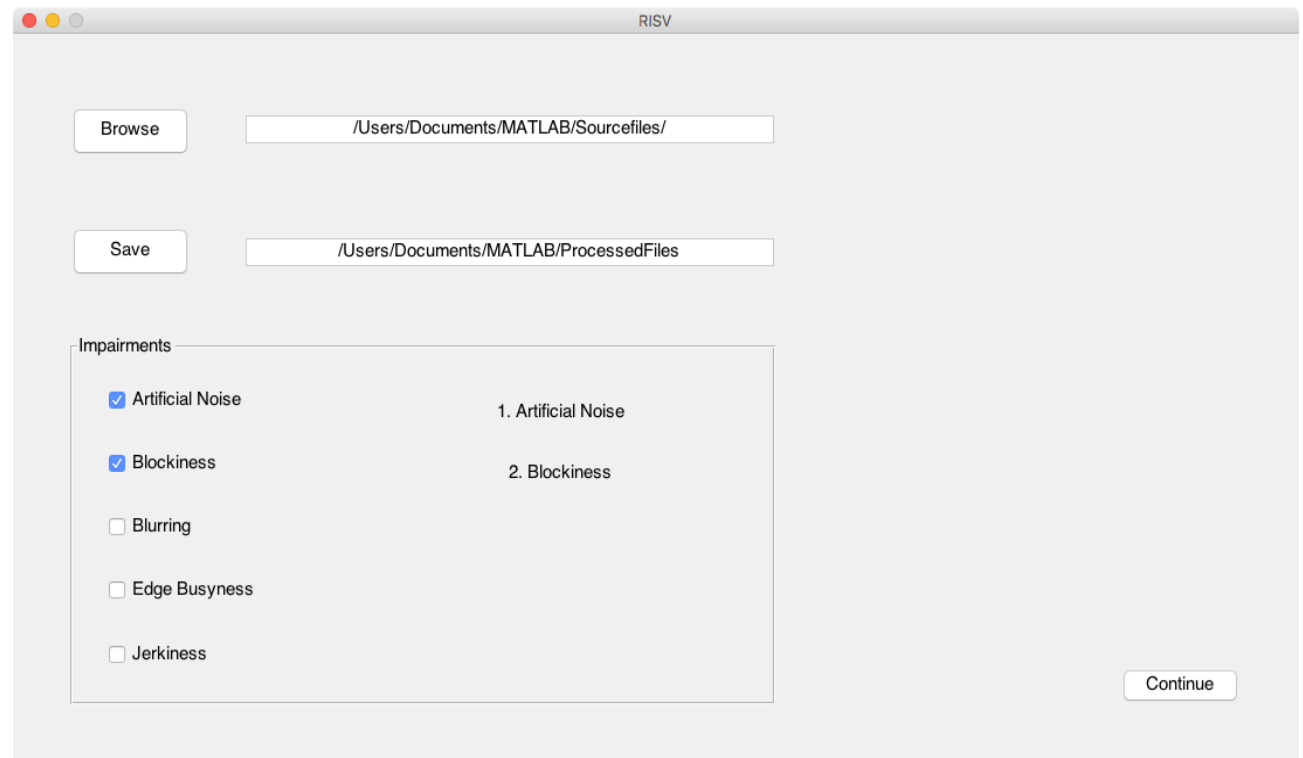 RISV
Browse
/Users/Documents/MATLAB/Sourcefiles/
Save
/Users/Documents/MATLAB/ProcessedFiles
Impairments
Artificial Noise
1. Artificial Noise
Blockiness
2. Blockiness
Blurring
Edge Busyness
Jerkiness
Continue